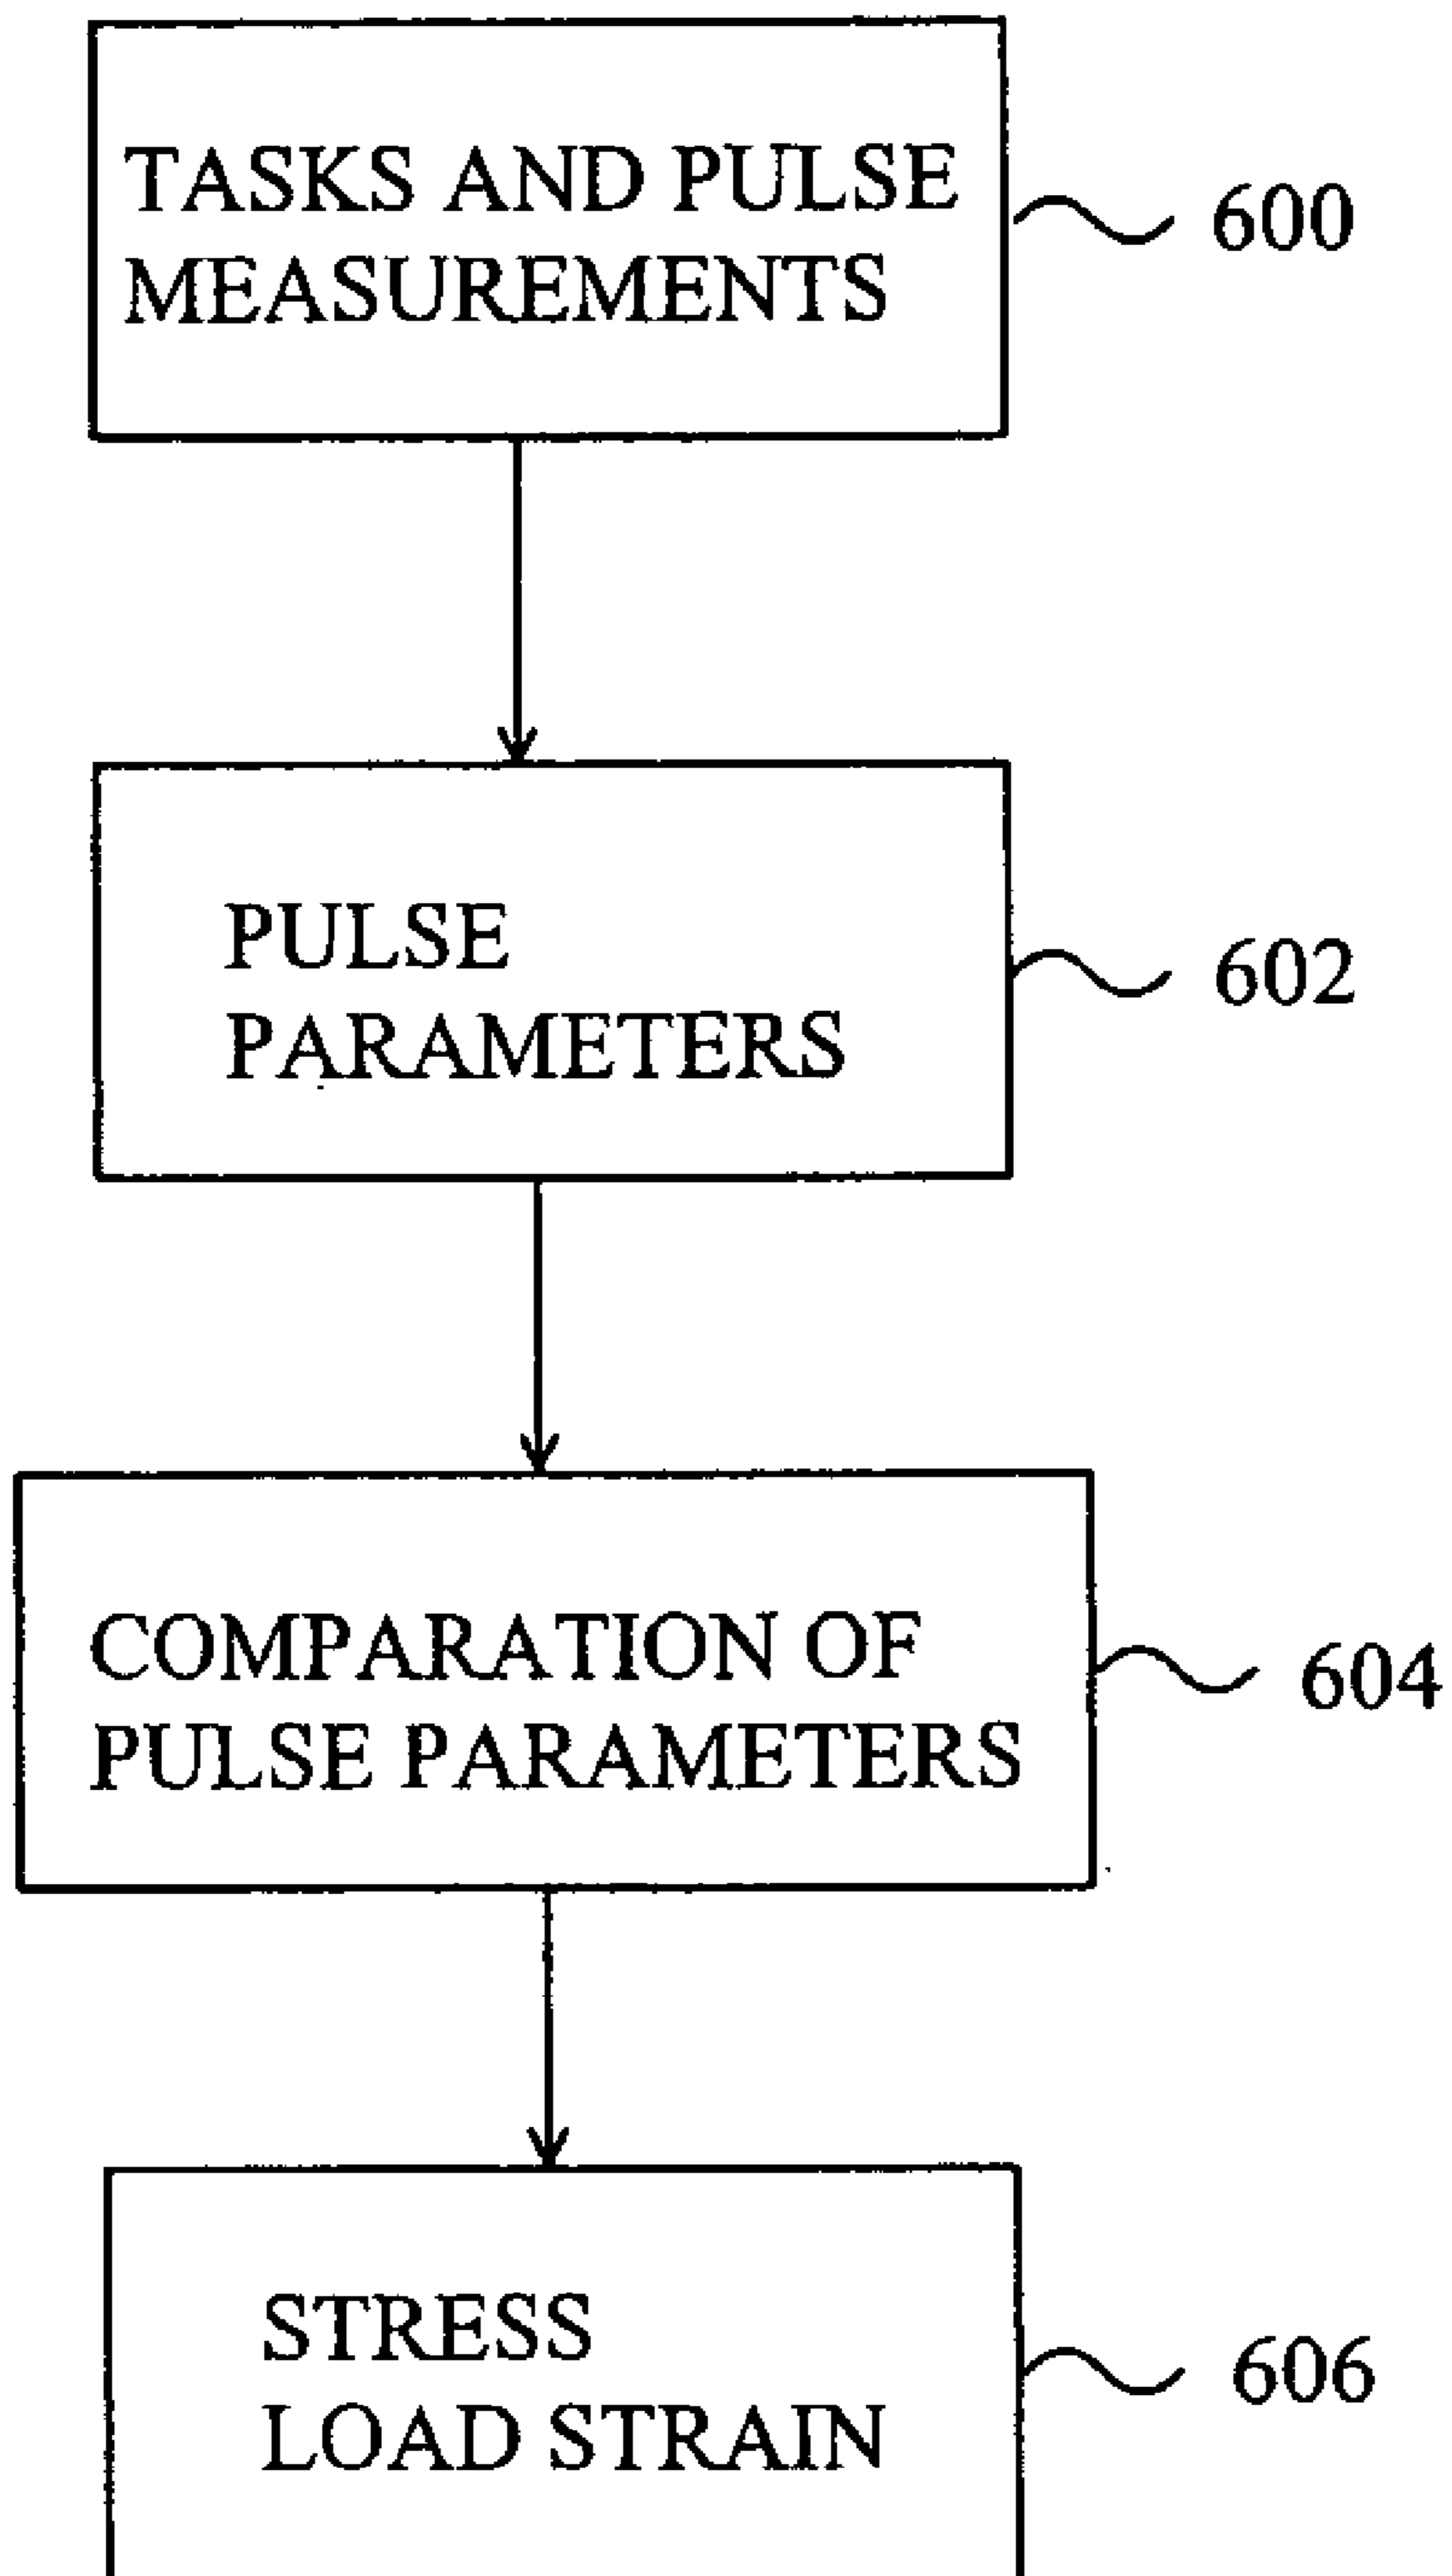 TASKS AND PULSE
MEASUREMENTS
600
PULSE
PARAMETERS
602
COMPARATION OF
PULSE PARAMETERS
604
STRESS
LOAD STRAIN
606